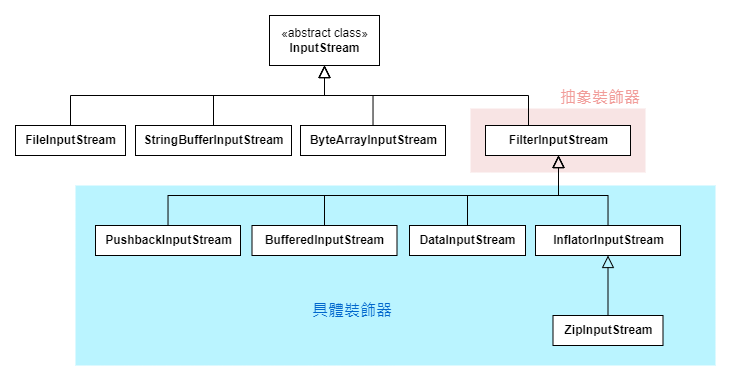 «abstract class»
InputStream
抽象裝飾器
FileInputStream
StringBufferInputStream
ByteArrayInputStream
FilterInputStream
PushbackInputStream
BufferedInputStream
DataInputStream
InflatorInputStream
具體裝飾器
ZipInputStream